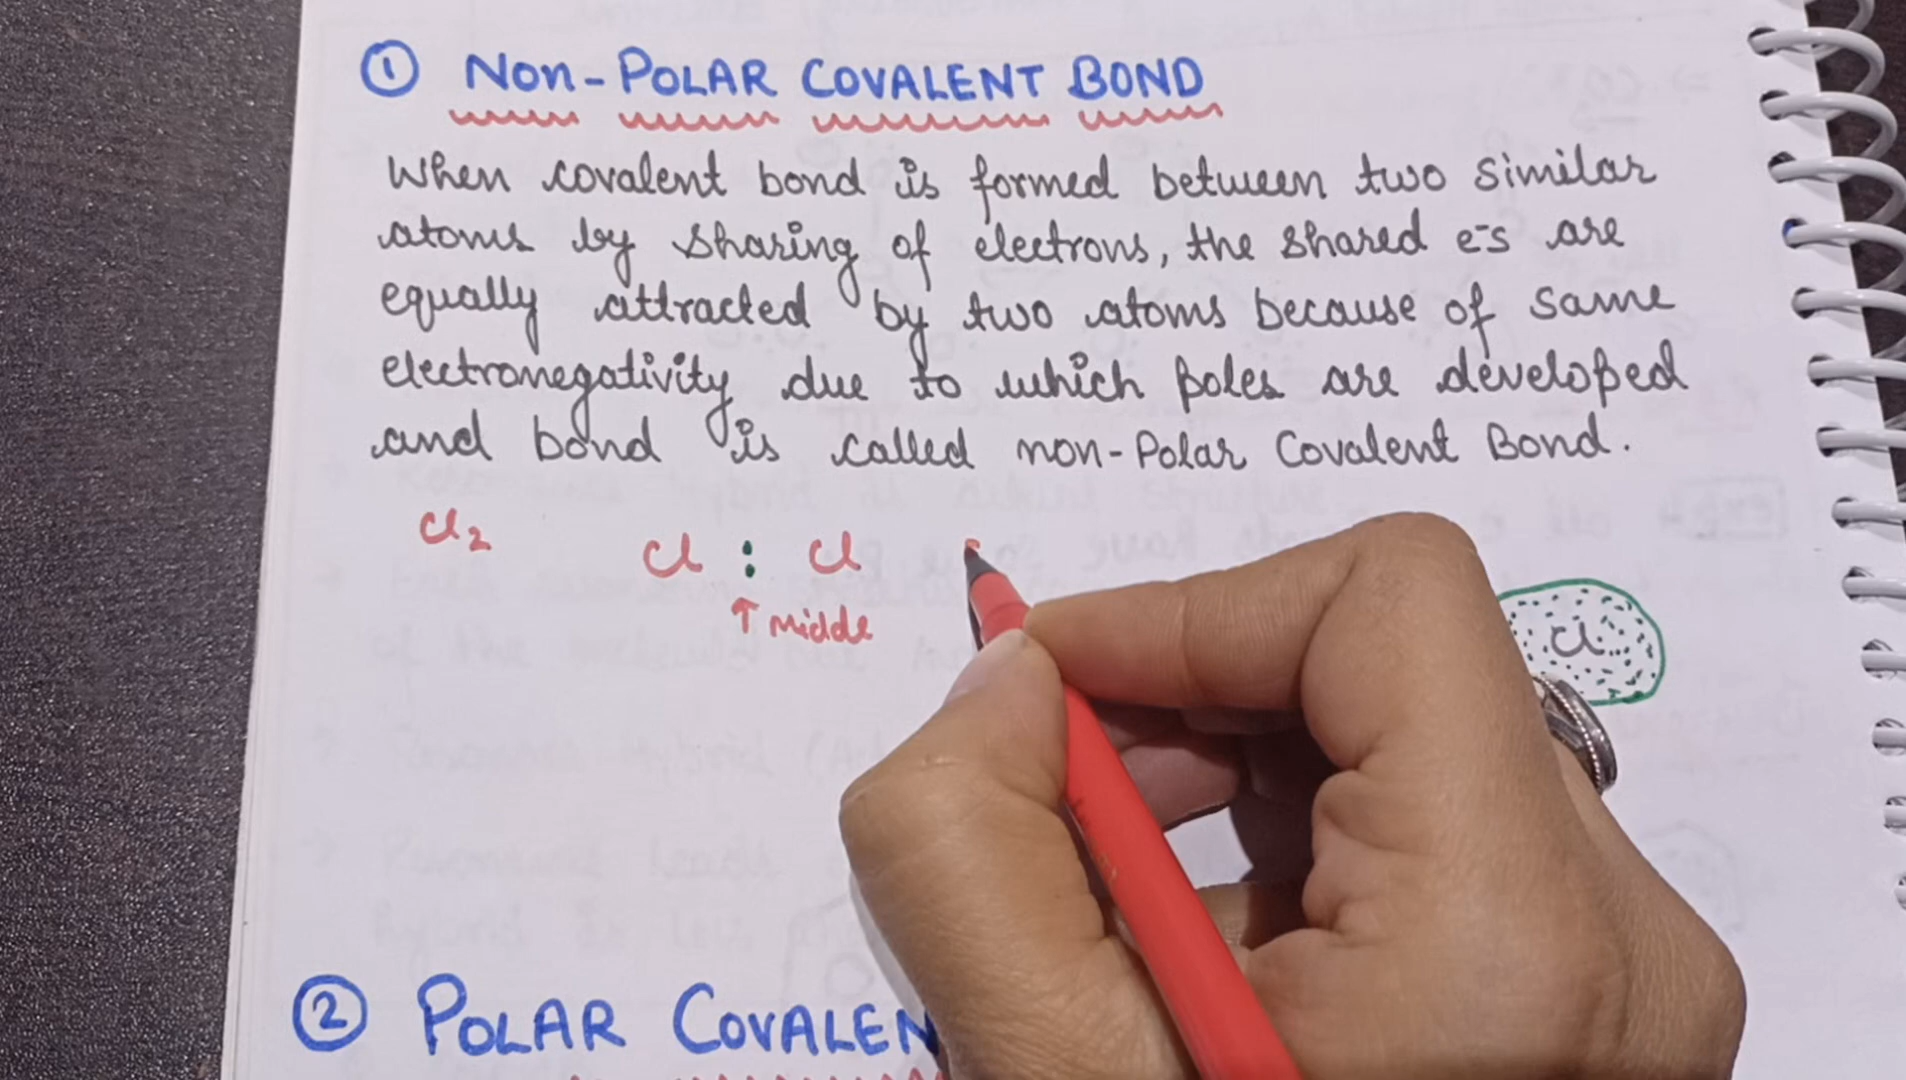 ① NON-POLAR COVALENT BOND
When covalent bond is formed between two similar
atoms by sharing of electrons, the shared e-s are
equally attracted by two atoms because of same
electronegativity due to which poles are developed
and bond is called non-Polar Covalent Bond.
Cl2 Cl : Cl
↑ Middle
Cl
② POLAR COVALEN